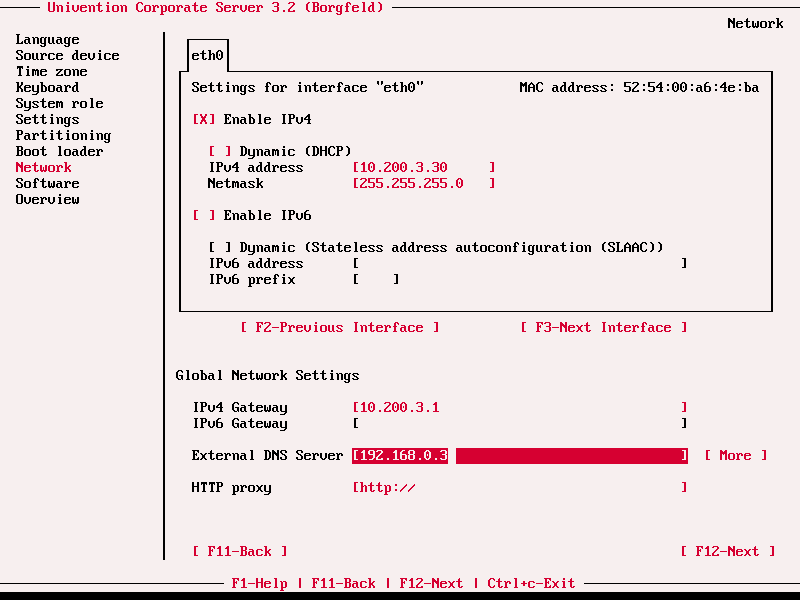 Univention Corporate Server 3.2 (Borgfeld)
Network
Language
Source device
Time zone
Keyboard
System role
Settings
Partitioning
Boot loader
Network
Software
Overview
eth0
Settings for interface "eth0" MAC address: 52:54:00:a6:4e:ba
[X] Enable IPv4
[ ] Dynamic (DHCP)
IPv4 address [10.200.3.30 ]
Netmask [255.255.255.0 ]
[ ] Enable IPv6
[ ] Dynamic (Stateless address autoconfiguration (SLAAC))
IPv6 address [ ]
IPv6 prefix [ ]
[ F2-Previous Interface ] [ F3-Next Interface ]
Global Network Settings
IPv4 Gateway [10.200.3.1 ]
IPv6 Gateway [ ]
External DNS Server [192.168.0.3 ] [ More ]
HTTP proxy [http:// ]
[ F11-Back ] [ F12-Next ]
F1-Help | F11-Back | F12-Next | Ctrl+c-Exit